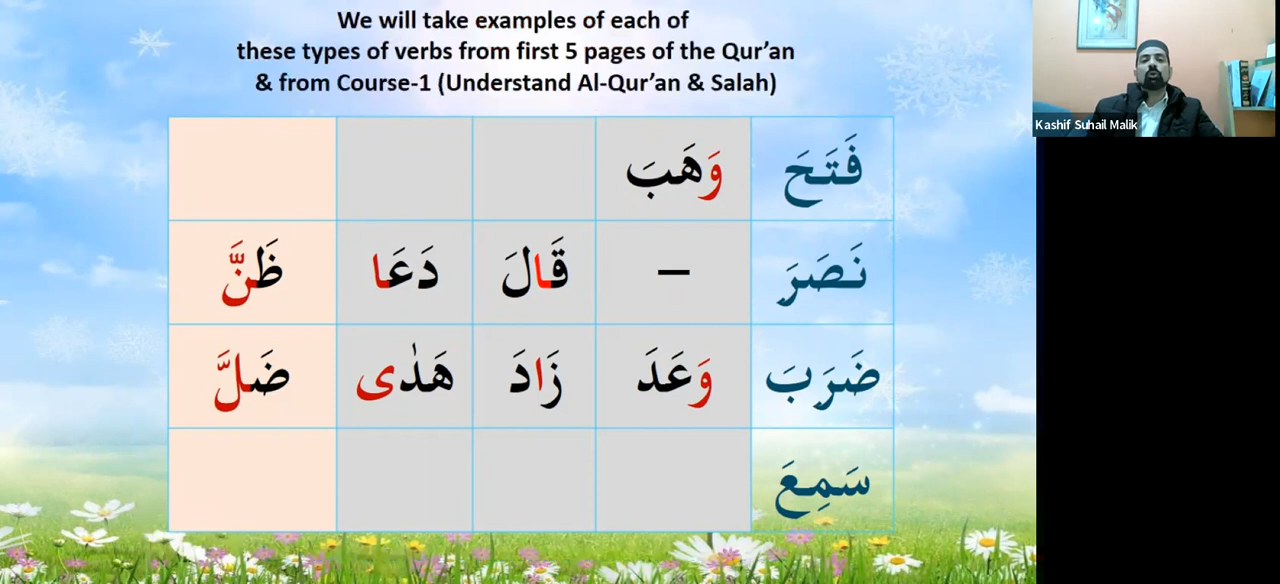 We will take examples of each of
these types of verbs from first 5 pages of the Qur’an
& from Course-1 (Understand Al-Qur’an & Salah)
Kashif Suhail Malik
فَتَحَ وَهَبَ
نَصَرَ – قَالَ دَعَا ظَنَّ
ضَرَبَ وَعَدَ زَادَ هَدٰى ضَلَّ
سَمِعَ